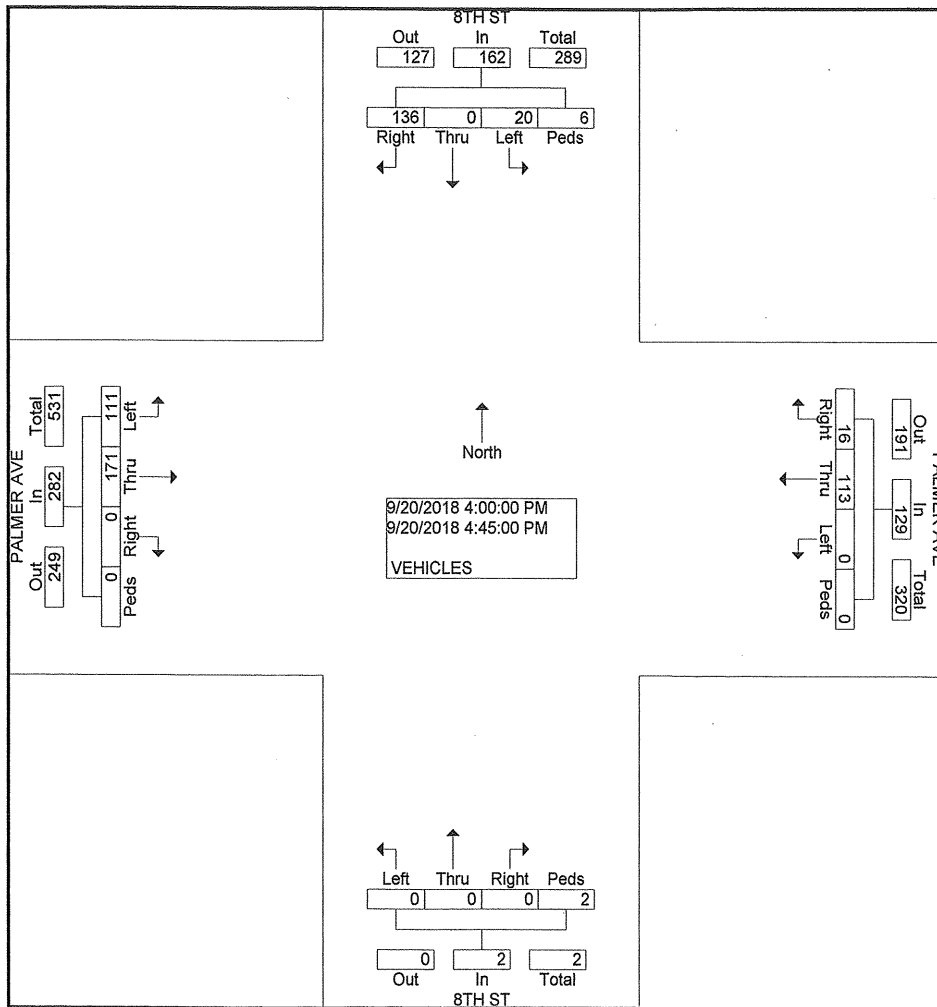 8TH ST
Out In Total
127 162 289
136 0 20 6
Right Thru Left Peds
PALMER AVE
Out In Total
249 282 531
Left Thru Right Peds
111 171 0 0
North
9/20/2018 4:00:00 PM
9/20/2018 4:45:00 PM
VEHICLES
Right Thru Left Peds
16 113 0 0
Out In Total
191 129 320
PALMER AVE
Left Thru Right Peds
0 0 0 2
0 2 2
Out In Total
8TH ST